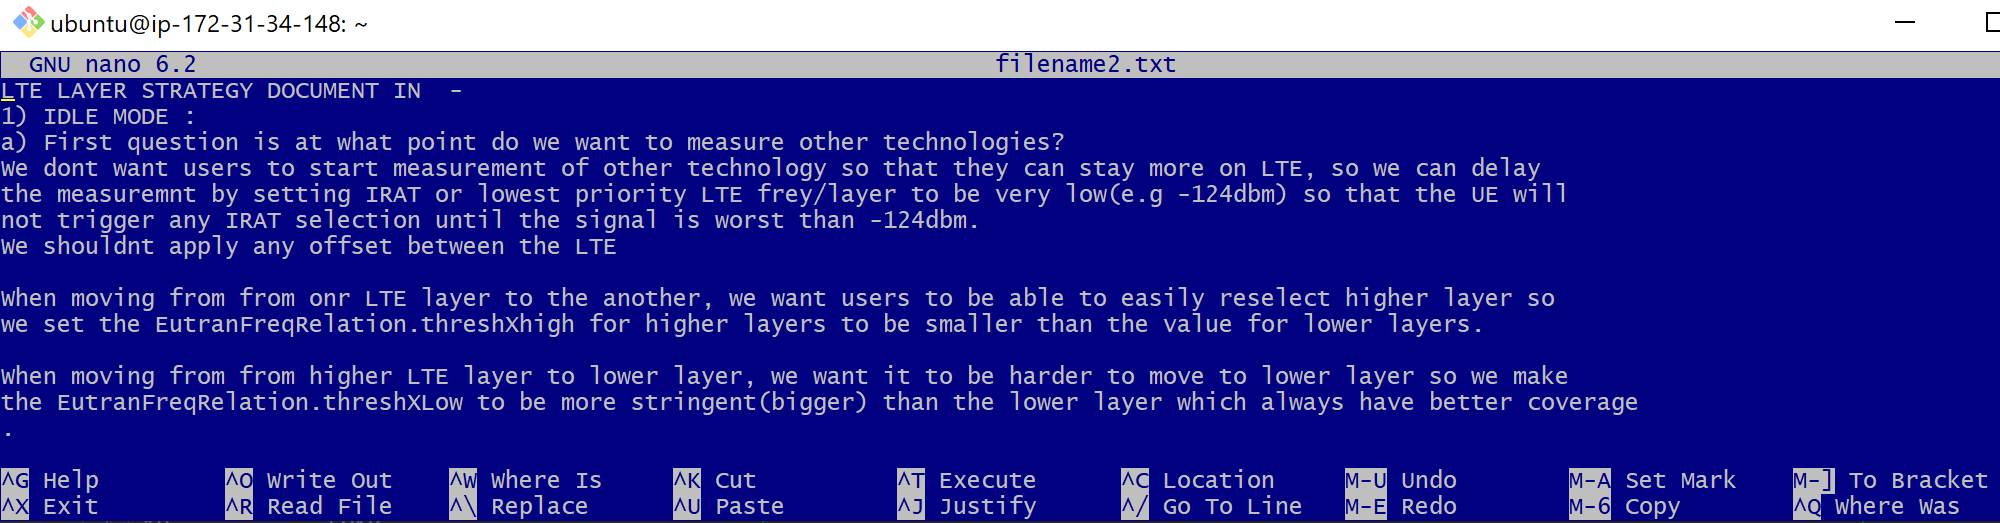 ubuntu@ip-172-31-34-148: ~
GNU nano 6.2 filename2.txt
LTE LAYER STRATEGY DOCUMENT IN  -
1) IDLE MODE :
a) First question is at what point do we want to measure other technologies?
We dont want users to start measurement of other technology so that they can stay more on LTE, so we can delay
the measuremnt by setting IRAT or lowest priority LTE frey/layer to be very low(e.g -124dbm) so that the UE will
not trigger any IRAT selection until the signal is worst than -124dbm.
We shouldnt apply any offset between the LTE
When moving from from onr LTE layer to the another, we want users to be able to easily reselect higher layer so
we set the EutranFreqRelation.threshXhigh for higher layers to be smaller than the value for lower layers.
When moving from from higher LTE layer to lower layer, we want it to be harder to move to lower layer so we make
the EutranFreqRelation.threshXLow to be more stringent(bigger) than the lower layer which always have better coverage
.
^G Help ^O Write Out ^W Where Is ^K Cut ^T Execute ^C Location M-U Undo M-A Set Mark M-] To Bracket
^X Exit ^R Read File ^\ Replace ^U Paste ^J Justify ^/ Go To Line M-E Redo M-6 Copy ^Q Where Was